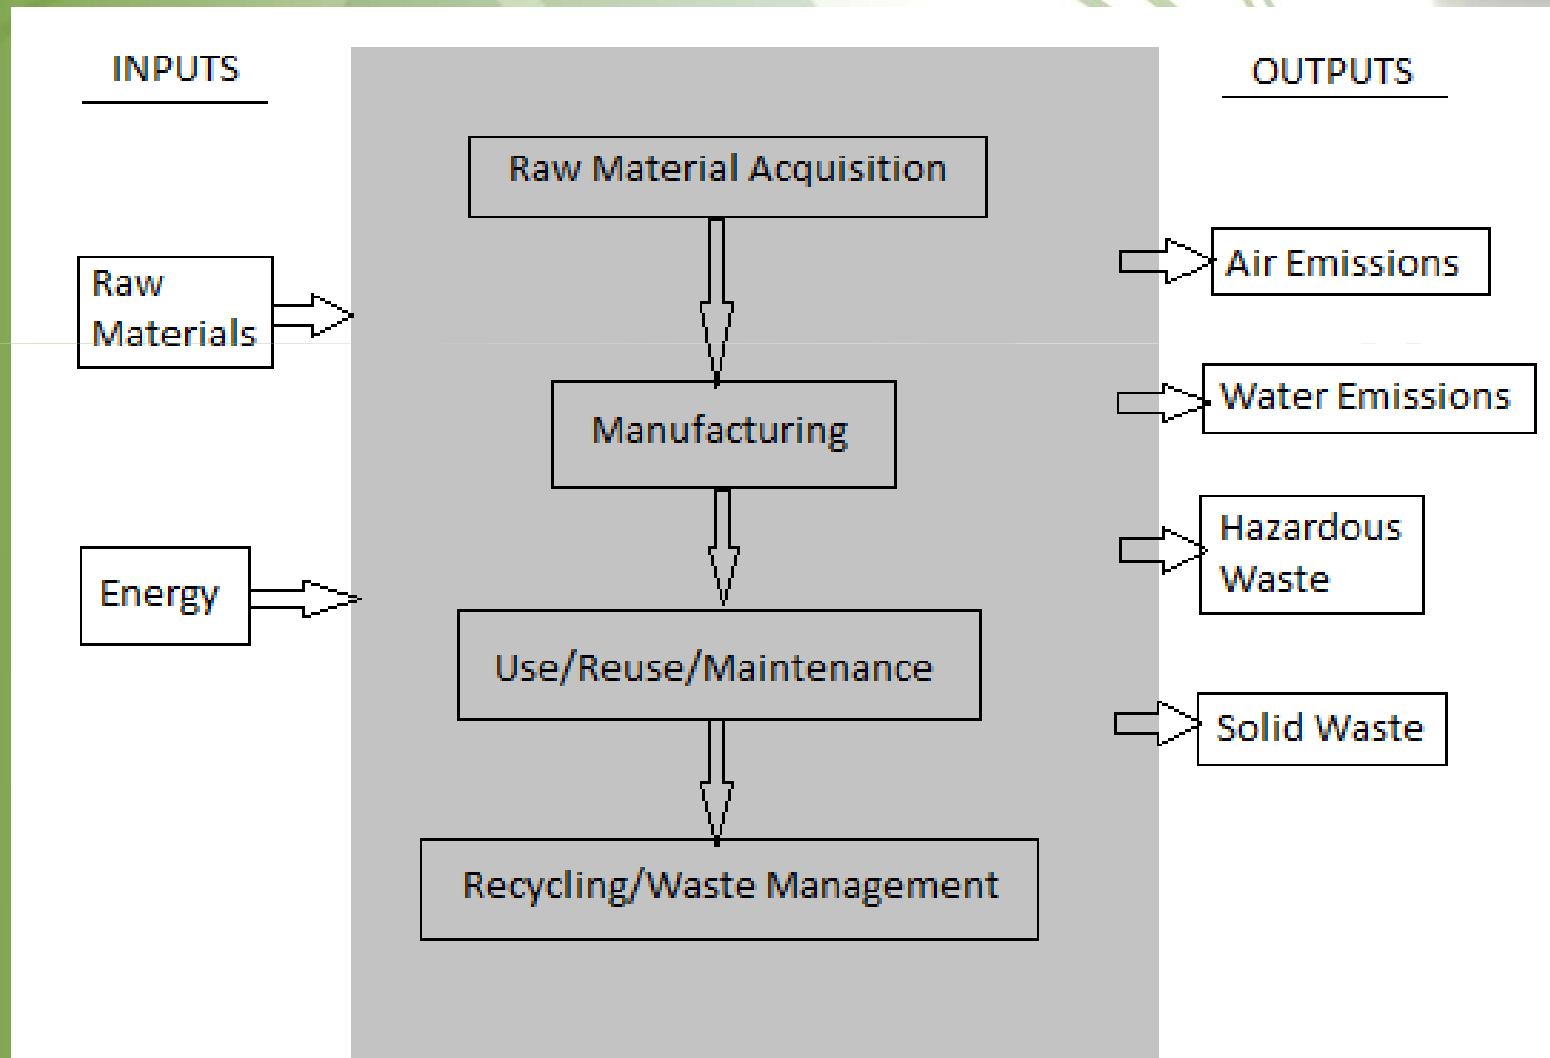 INPUTS
OUTPUTS
Raw Material Acquisition
Raw
Materials
Air Emissions
Water Emissions
Manufacturing
Hazardous
Waste
Energy
Use/Reuse/Maintenance
Solid Waste
Recycling/Waste Management